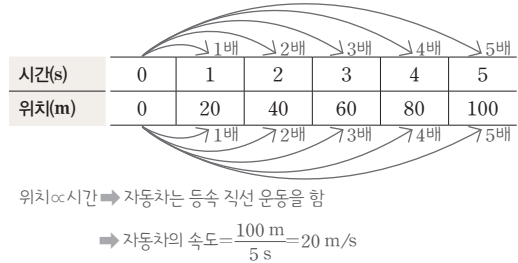 1배 2배 3배 4배 5배
시간(s) 0 1 2 3 4 5
위치(m) 0 20 40 60 80 100
1배 2배 3배 4배 5배
위치∝시간 ➡ 자동차는 등속 직선 운동을 함
➡ 자동차의 속도=100 m/5 s=20 m/s